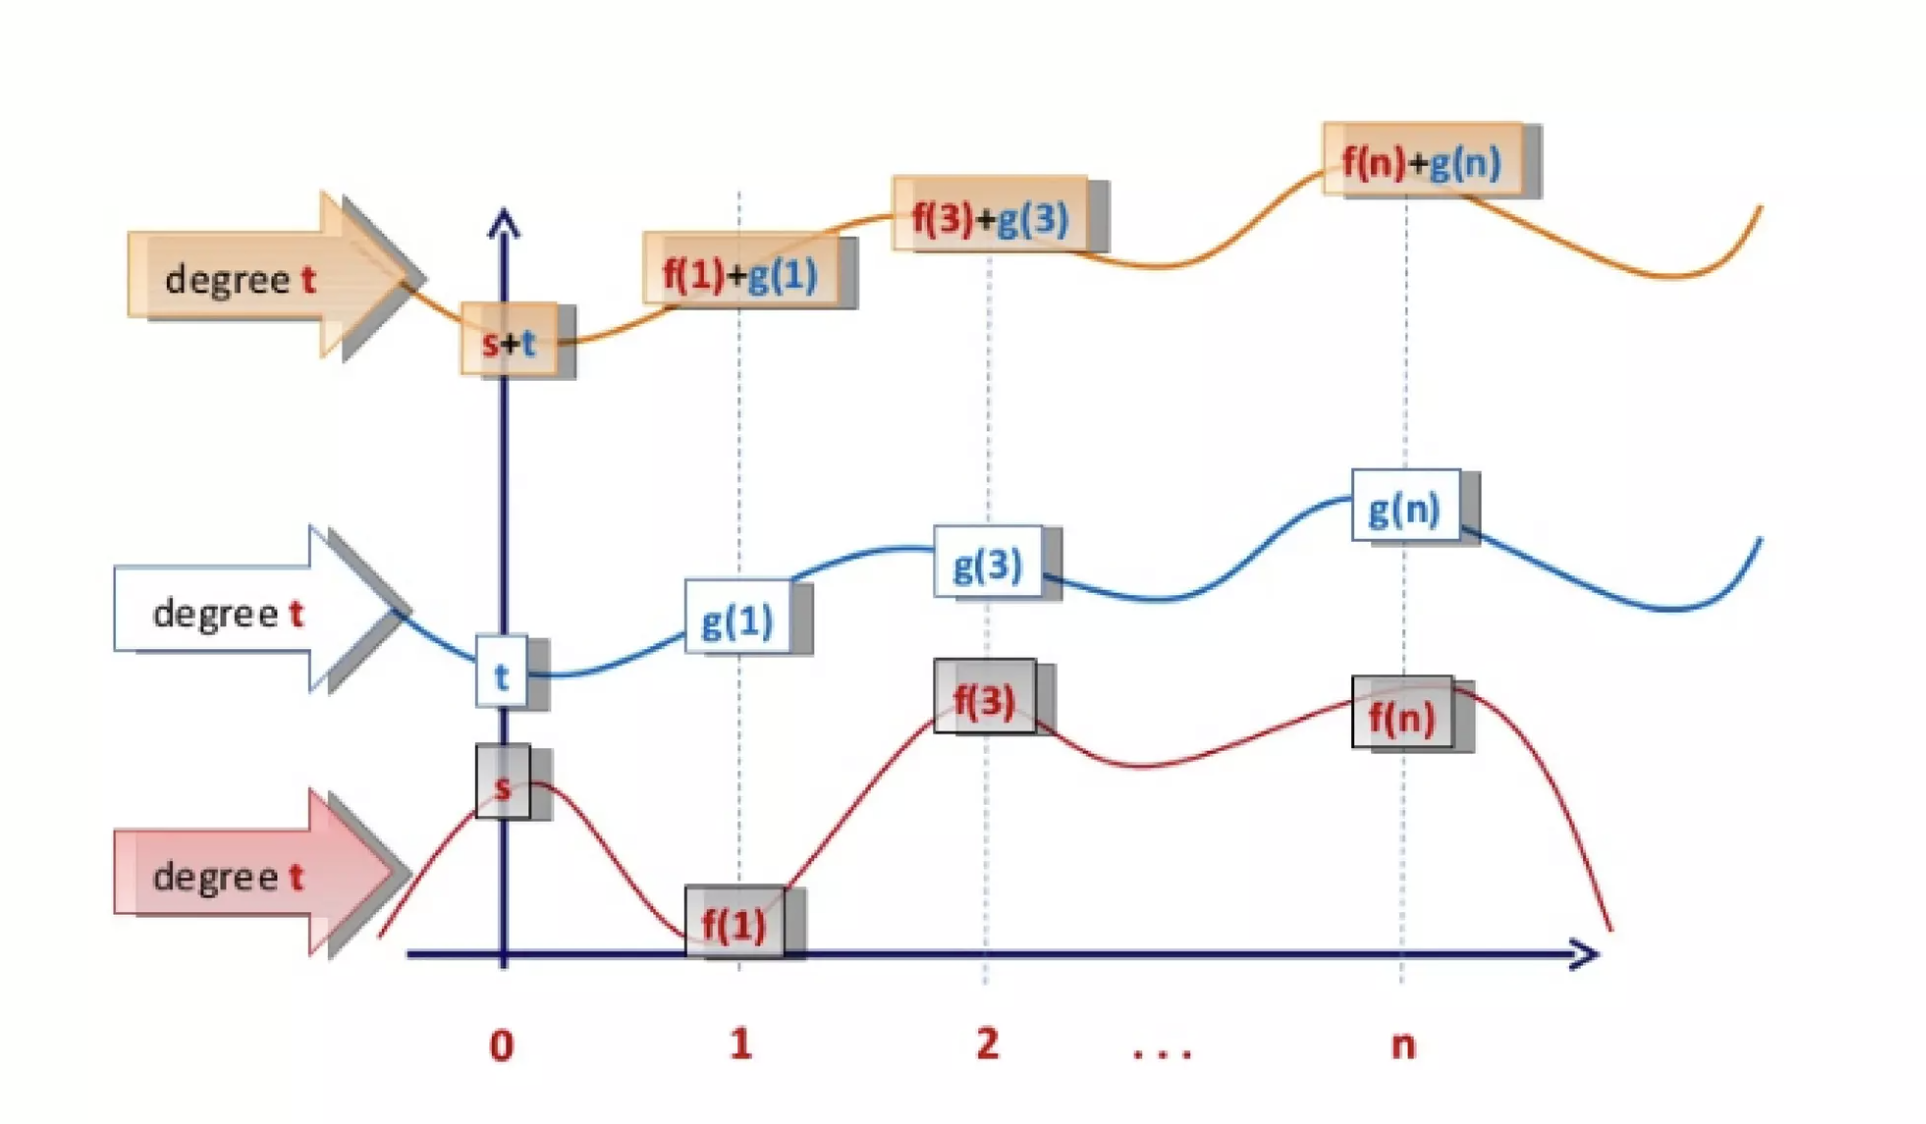 f(n)+g(n)
f(3)+g(3)
degree t
f(1)+g(1)
s+t
g(n)
g(3)
degree t
g(1)
t
f(3)
f(n)
s
degree t
f(1)
0 1 2 ... n